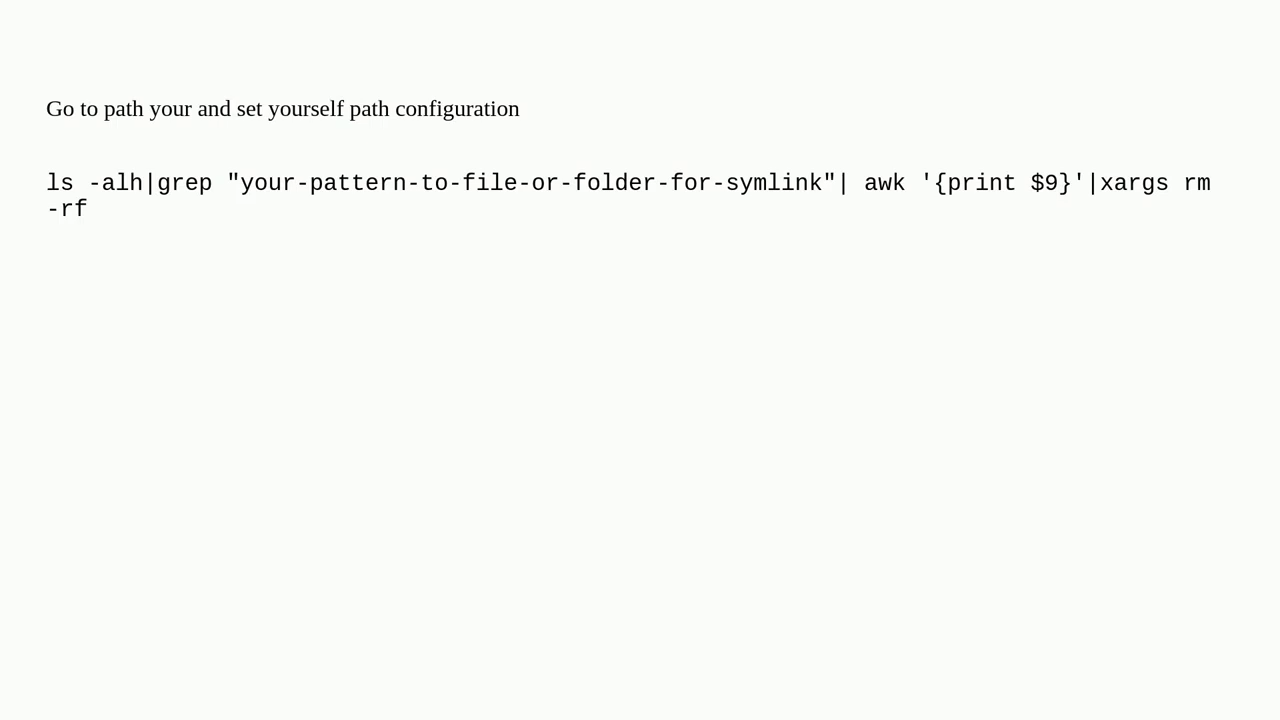 Go to path your and set yourself path configuration
ls -alh|grep "your-pattern-to-file-or-folder-for-symlink"| awk '{print $9}'|xargs rm
-rf